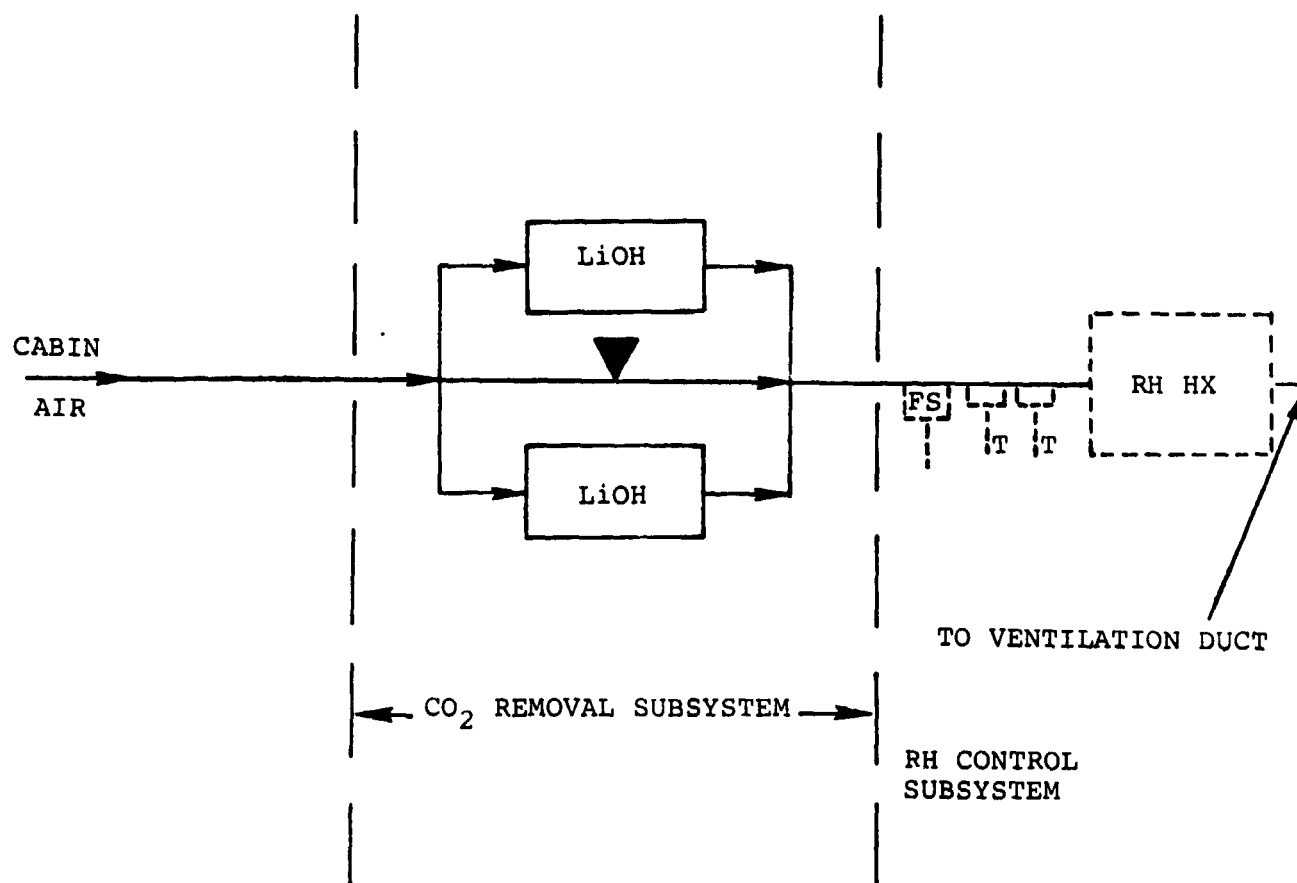 LiOH
CABIN
AIR
LiOH
FS
T
T
RH HX
TO VENTILATION DUCT
CO₂ REMOVAL SUBSYSTEM
RH CONTROL
SUBSYSTEM